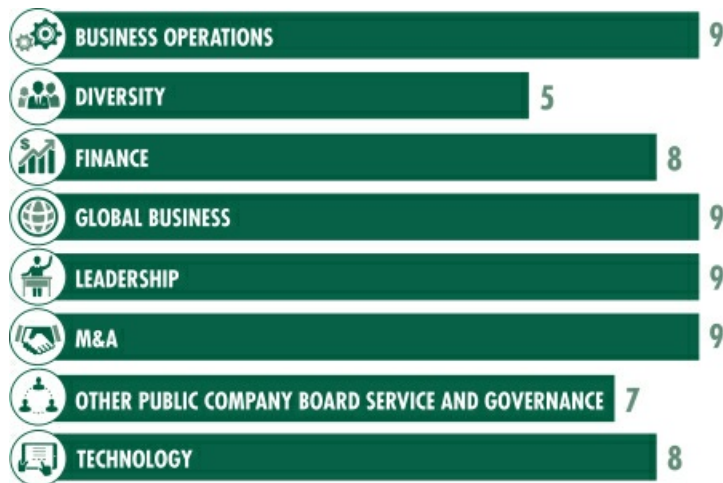 BUSINESS OPERATIONS 9
DIVERSITY 5
$ FINANCE 8
GLOBAL BUSINESS 9
LEADERSHIP 9
M&A 9
OTHER PUBLIC COMPANY BOARD SERVICE AND GOVERNANCE 7
TECHNOLOGY 8